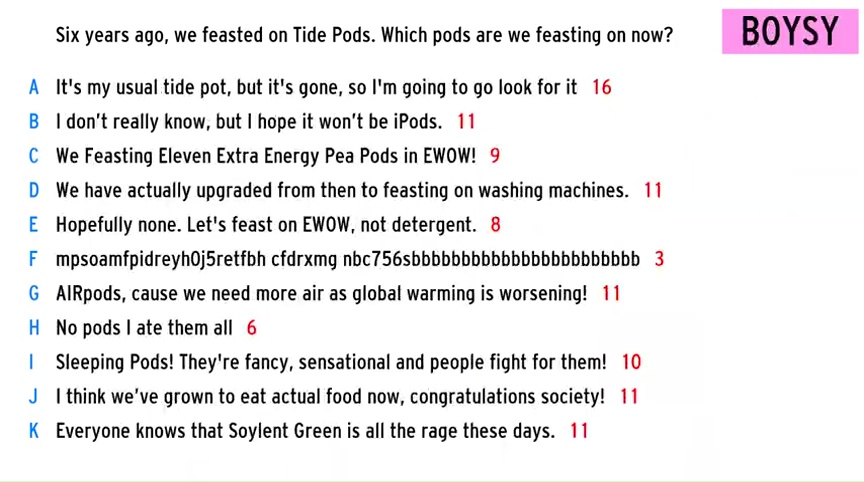 Six years ago, we feasted on Tide Pods. Which pods are we feasting on now?
BOYSY
A It's my usual tide pot, but it's gone, so I'm going to go look for it 16
B I don't really know, but I hope it won't be iPods. 11
C We Feasting Eleven Extra Energy Pea Pods in EWOW! 9
D We have actually upgraded from then to feasting on washing machines. 11
E Hopefully none. Let's feast on EWOW, not detergent. 8
F mpsoamfpidreyh0j5retfbh cfdrxmg nbc756sbbbbbbbbbbbbbbbbbbbbbbb 3
G AIRpods, cause we need more air as global warming is worsening! 11
H No pods I ate them all 6
I Sleeping Pods! They're fancy, sensational and people fight for them! 10
J I think we've grown to eat actual food now, congratulations society! 11
K Everyone knows that Soylent Green is all the rage these days. 11